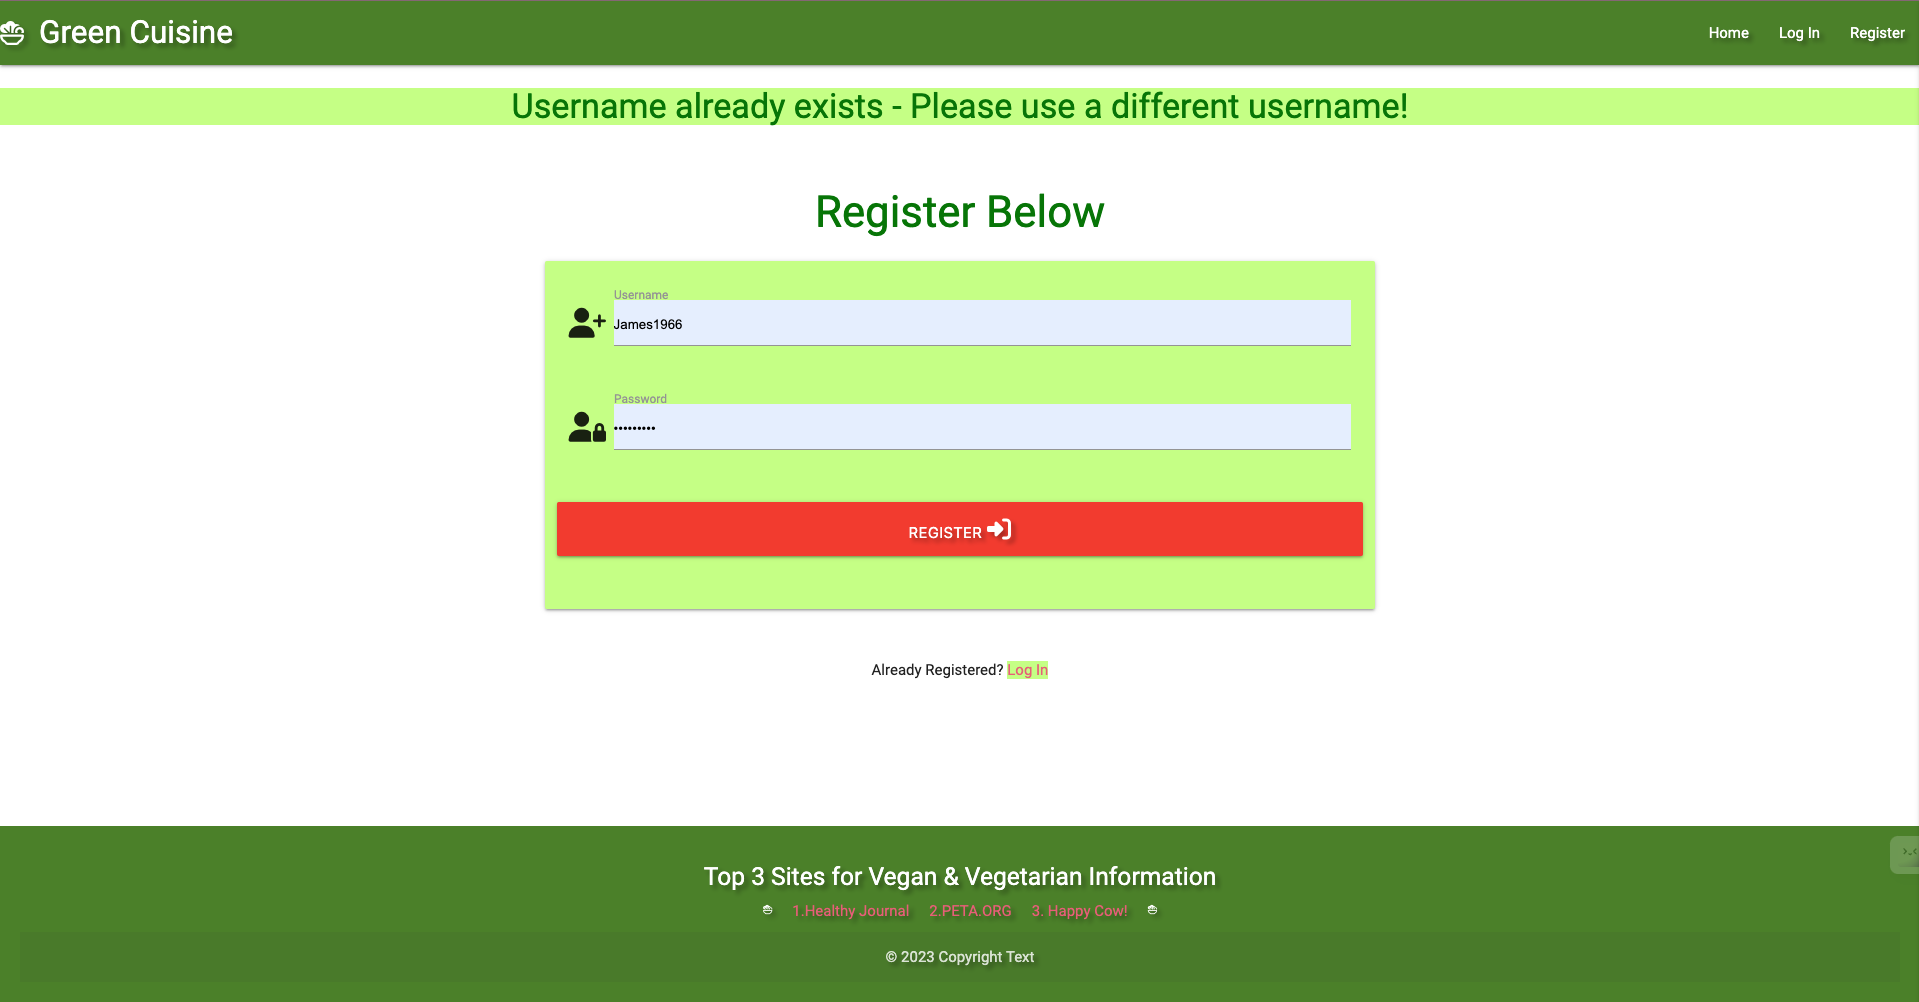 Green Cuisine
Home Log In Register
Username already exists - Please use a different username!
Register Below
Username
James1966
Password
•••••••••
REGISTER
Already Registered? Log In
Top 3 Sites for Vegan & Vegetarian Information
1.Healthy Journal 2.PETA.ORG 3. Happy Cow!
© 2023 Copyright Text